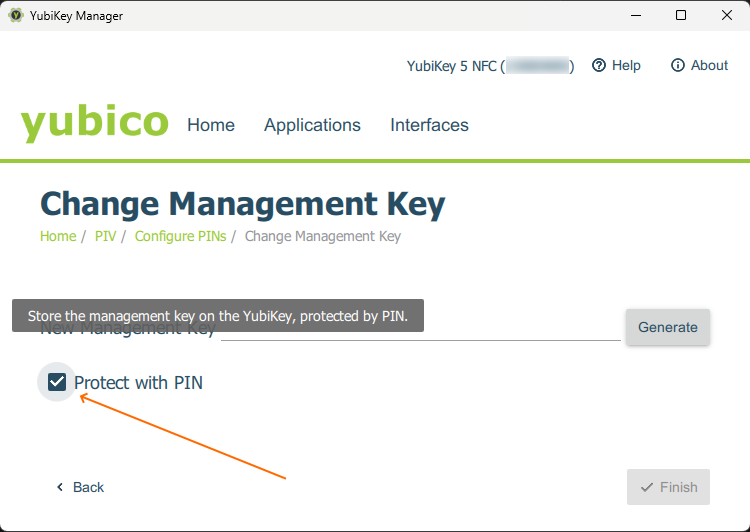 YubiKey Manager
YubiKey 5 NFC ( ) Help About
yubico Home Applications Interfaces
Change Management Key
Home / PIV / Configure PINs / Change Management Key
Store the management key on the YubiKey, protected by PIN.
New Management Key Generate
Protect with PIN
Back Finish